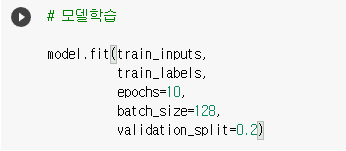 # 모델학습
model.fit(train_inputs,
train_labels,
epochs=10,
batch_size=128,
validation_split=0.2)